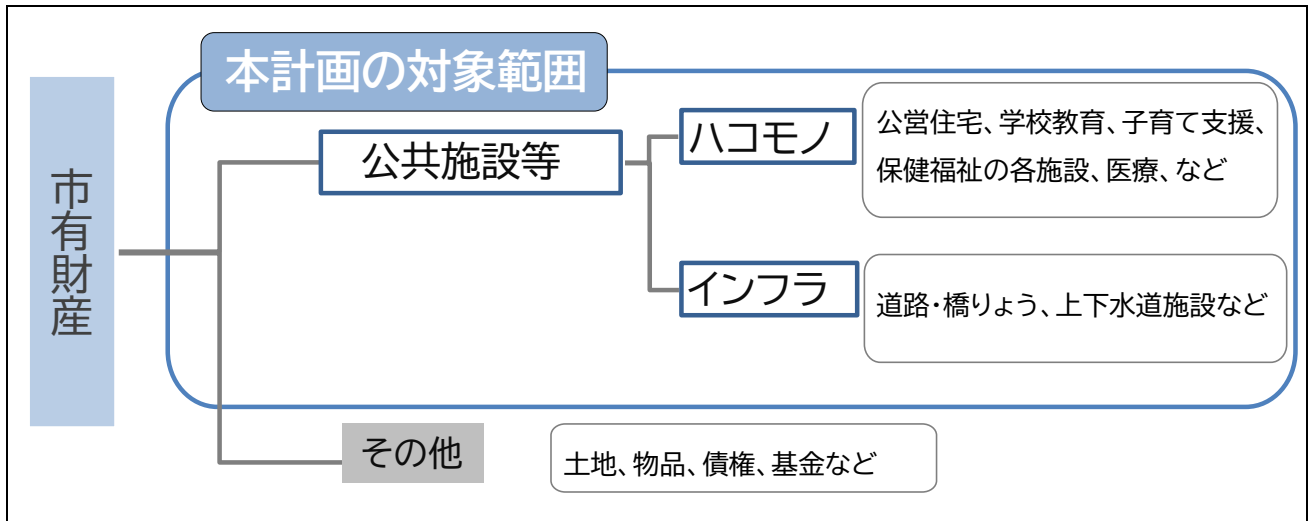 本計画の対象範囲
市有財産
公共施設等
ハコモノ
公営住宅、学校教育、子育て支援、
保健福祉の各施設、医療、など
インフラ
道路・橋りょう、上下水道施設など
その他
土地、物品、債権、基金など